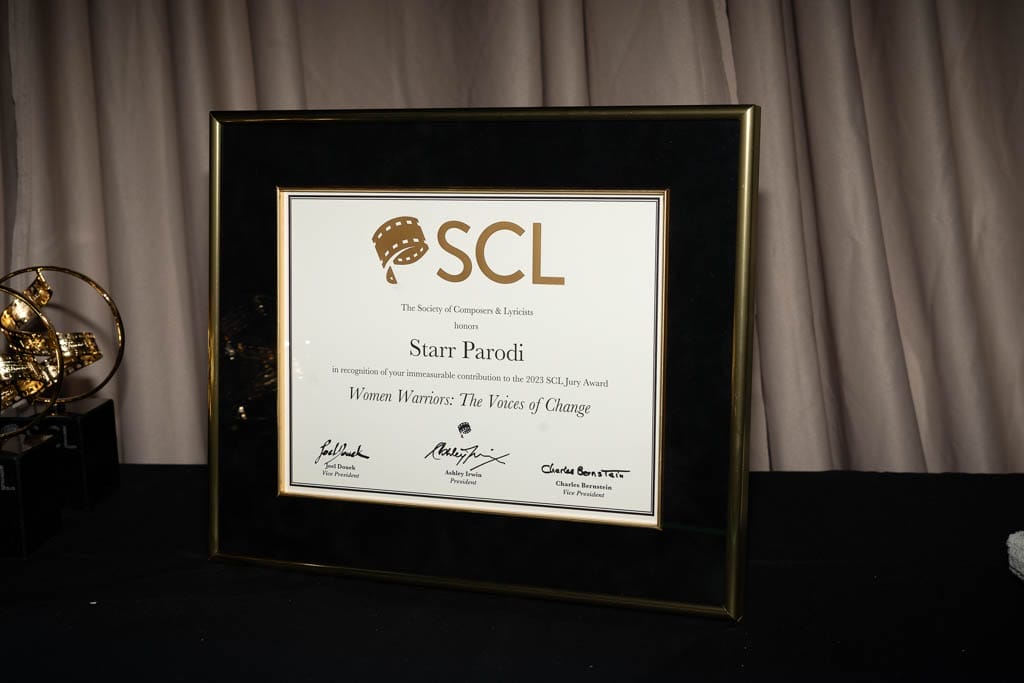 SCL
The Society of Composers & Lyricists
honors
Starr Parodi
in recognition of your immeasurable contribution to the 2023 SCL Jury Award
Women Warriors: The Voices of Change
Joel Douek
Vice President
Ashley Irwin
President
Charles Bernstein
Charles Bernstein
Vice President